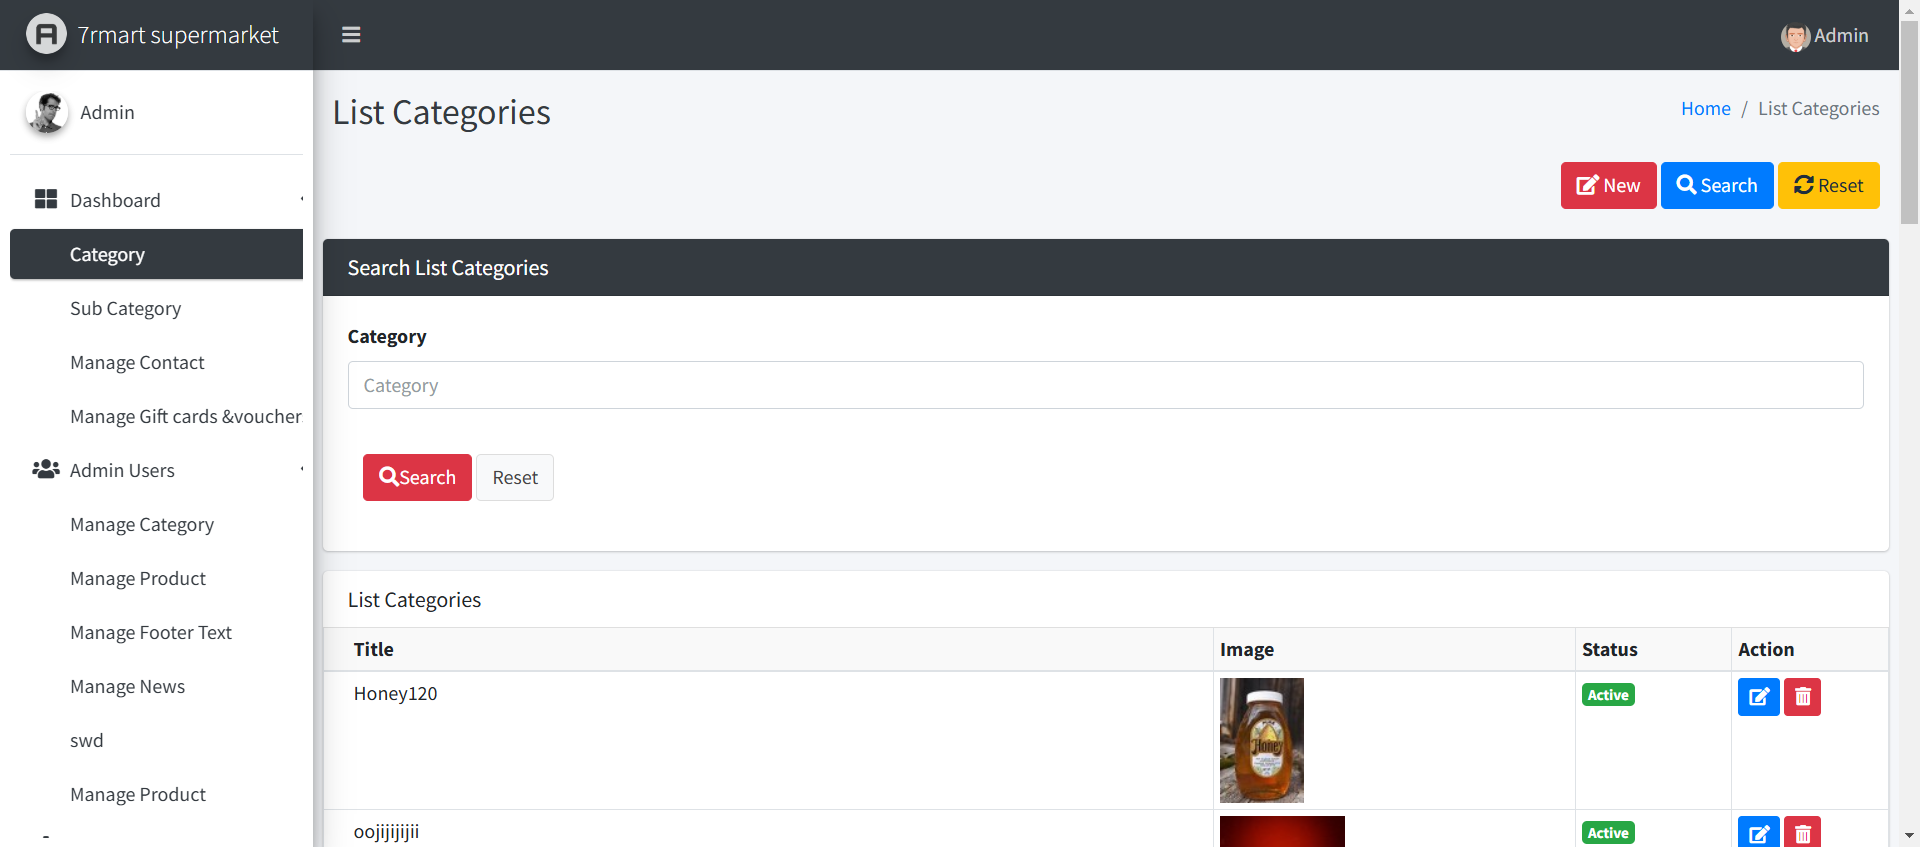 7rmart supermarket
Admin
Admin
List Categories
Home / List Categories
New
Search
Reset
Dashboard
Category
Sub Category
Manage Contact
Manage Gift cards &voucher
Admin Users
Manage Category
Manage Product
Manage Footer Text
Manage News
swd
Manage Product
Search List Categories
Category
Category
Search
Reset
List Categories
Title Image Status Action
Honey120
Honey
Active
oojijijijii
Active